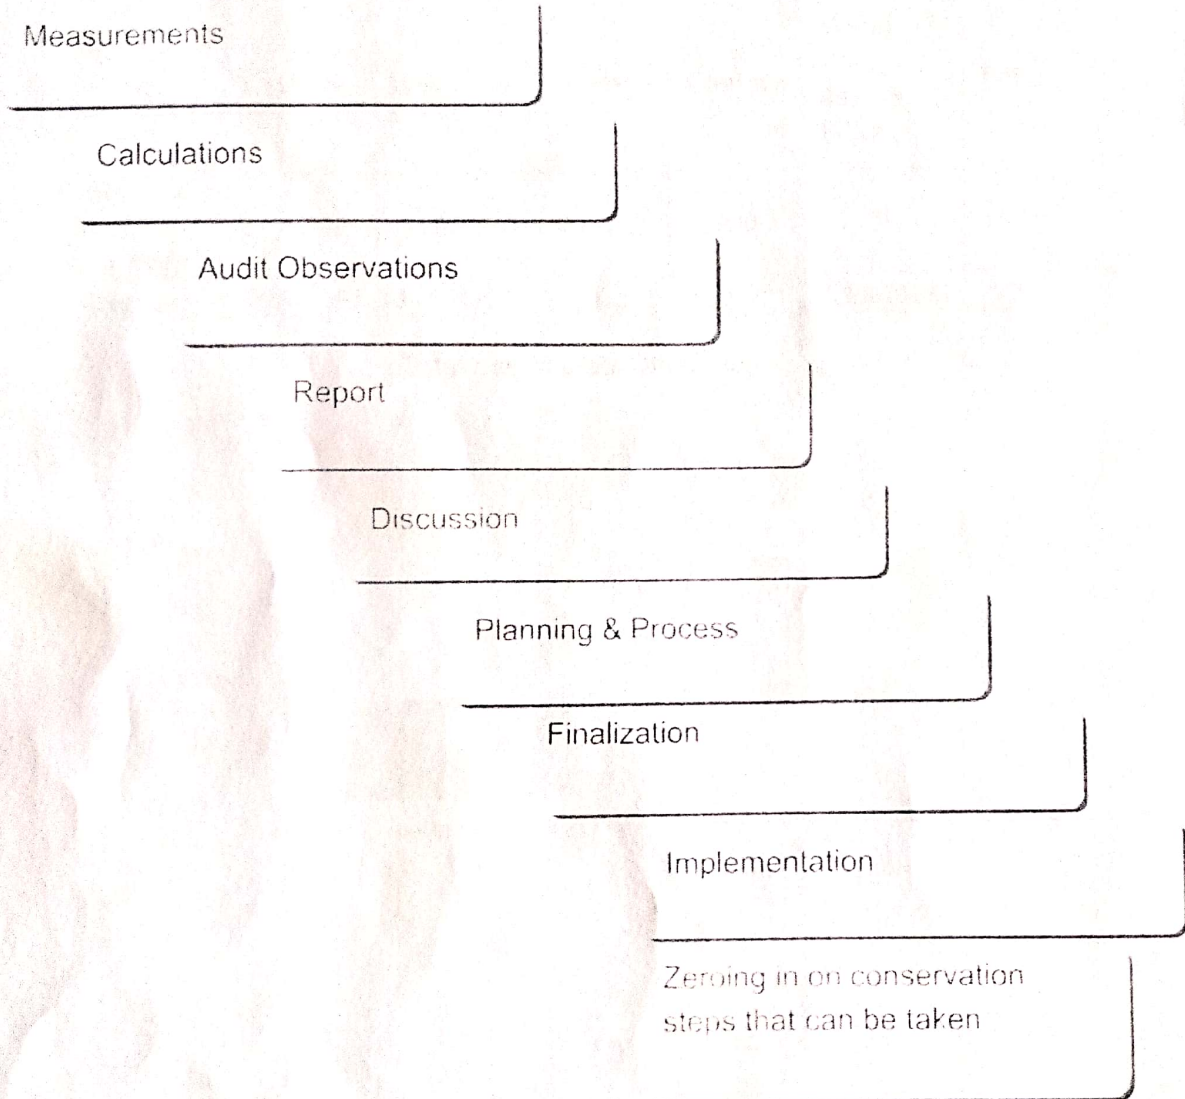 Measurements
Calculations
Audit Observations
Report
Discussion
Planning & Process
Finalization
Implementation
Zeroing in on conservation
steps that can be taken